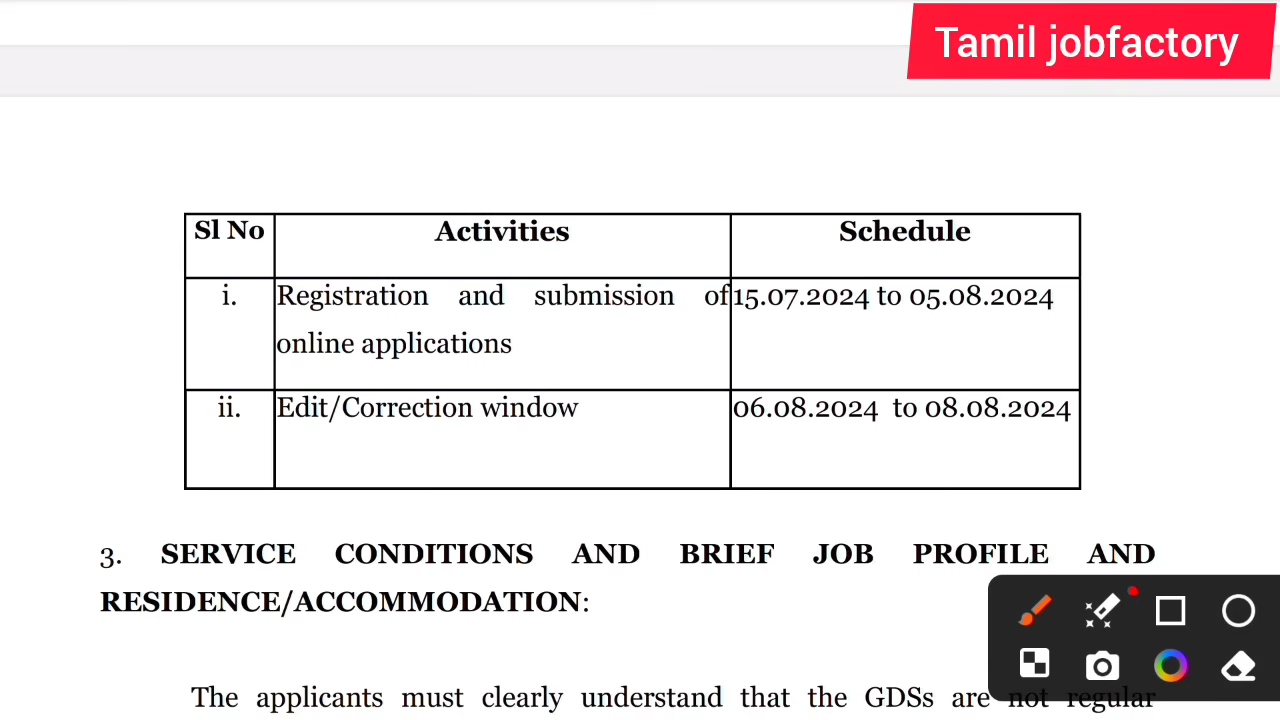 Tamil jobfactory
Sl No Activities Schedule
i. Registration and submission of 15.07.2024 to 05.08.2024
online applications
ii. Edit/Correction window 06.08.2024 to 08.08.2024
3. SERVICE CONDITIONS AND BRIEF JOB PROFILE AND
RESIDENCE/ACCOMMODATION:
The applicants must clearly understand that the GDSs are not regular